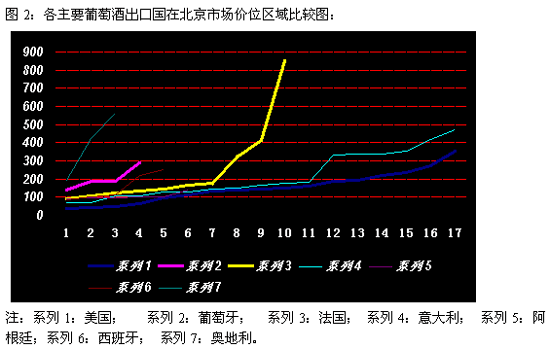 图 2：各主要葡萄酒出口国在北京市场价位区域比较图：
900
800
700
600
500
400
300
200
100
0
1 2 3 4 5 6 7 8 9 10 11 12 13 14 15 16 17
系列1 系列2 系列3 系列4 系列5
系列6 系列7
注：系列 1：美国； 系列 2：葡萄牙； 系列 3：法国； 系列 4：意大利； 系列 5：阿
根廷；系列 6：西班牙； 系列 7：奥地利。